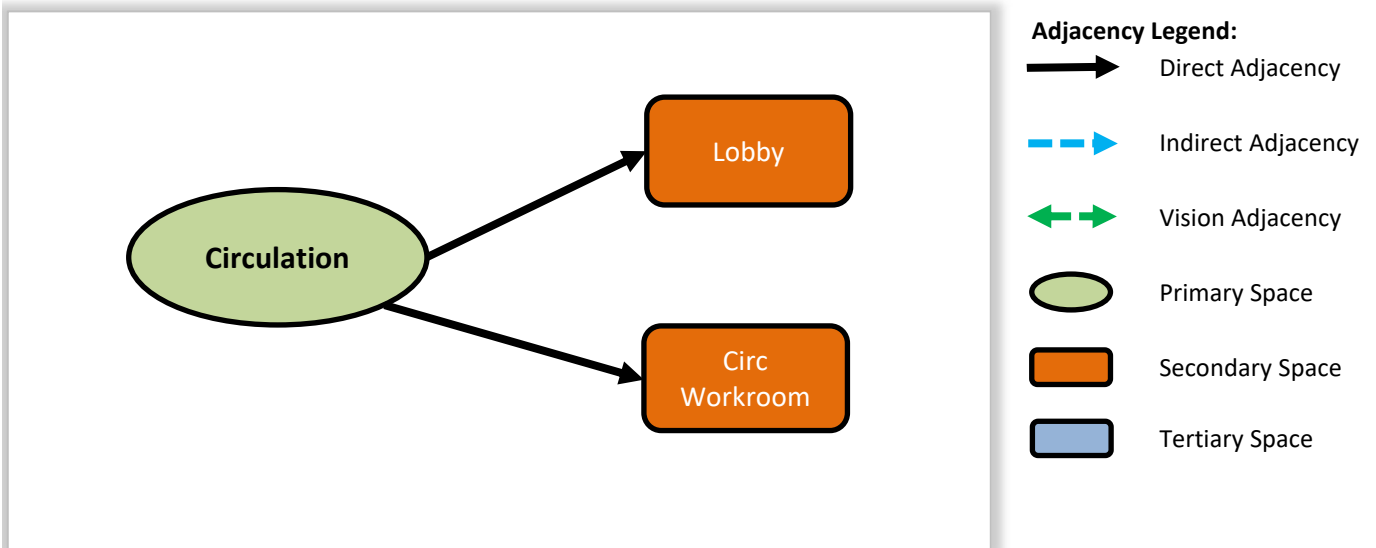 Adjacency Legend:
Direct Adjacency
Indirect Adjacency
Vision Adjacency
Primary Space
Secondary Space
Tertiary Space
Lobby
Circulation
Circ
Workroom